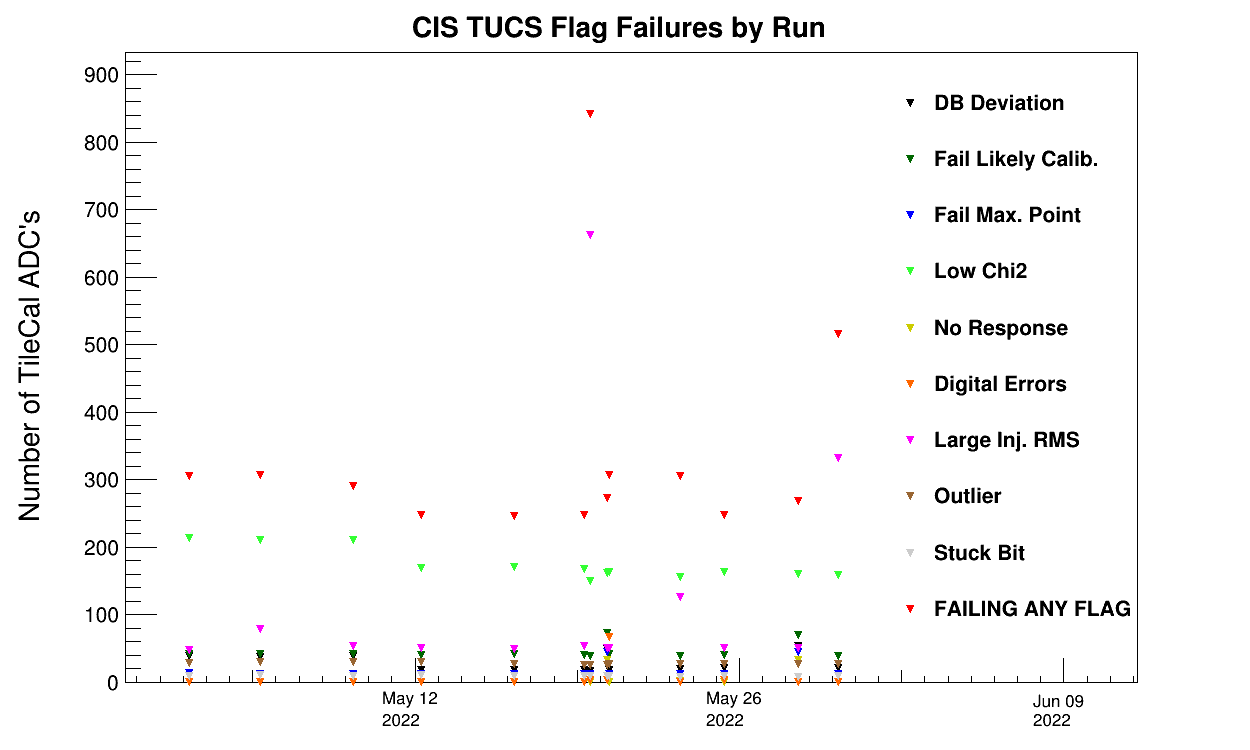 CIS TUCS Flag Failures by Run
Number of TileCal ADC's
900
800
700
600
500
400
300
200
100
0
May 12
2022
May 26
2022
Jun 09
2022
DB Deviation
Fail Likely Calib.
Fail Max. Point
Low Chi2
No Response
Digital Errors
Large Inj. RMS
Outlier
Stuck Bit
FAILING ANY FLAG